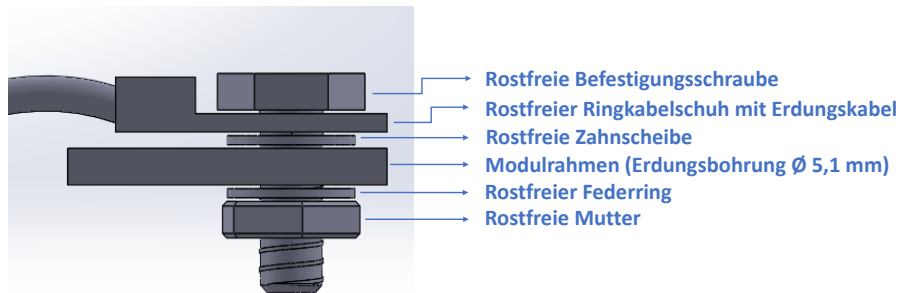 Rostfreie Befestigungsschraube
Rostfreier Ringkabelschuh mit Erdungskabel
Rostfreie Zahnscheibe
Modulrahmen (Erdungsbohrung Ø 5,1 mm)
Rostfreier Federring
Rostfreie Mutter